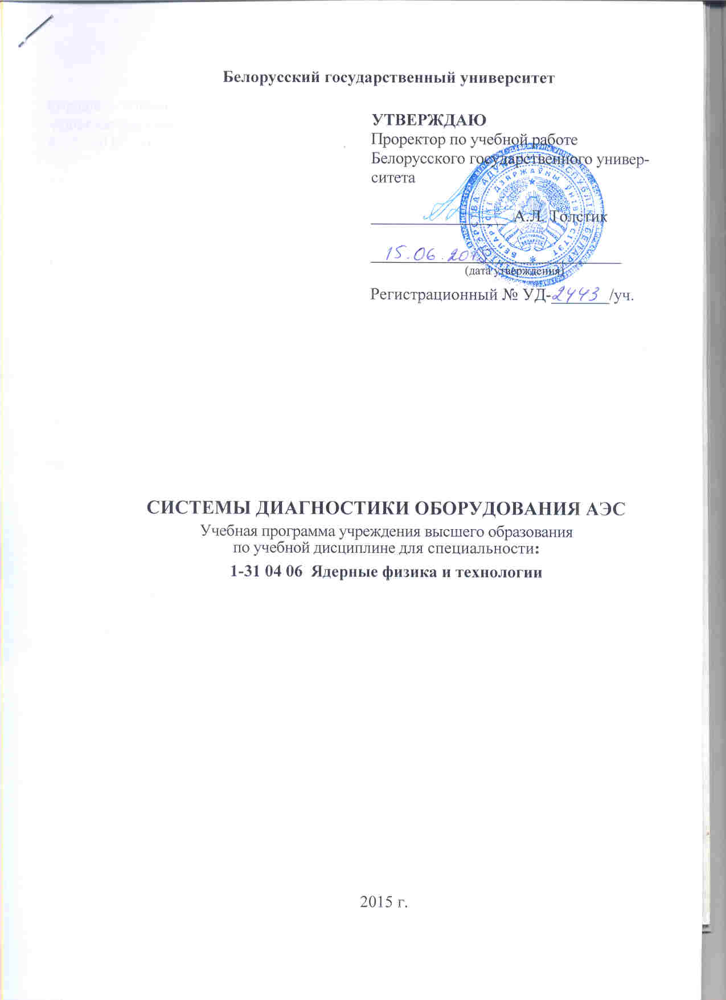 Белорусский государственный университет
УТВЕРЖДАЮ
Проректор по учебной работе
Белорусского государственного универ-
ситета
А.Л. Толстик
15.06.2015
(дата утверждения)
Регистрационный № УД-2443/уч.
СИСТЕМЫ ДИАГНОСТИКИ ОБОРУДОВАНИЯ АЭС
Учебная программа учреждения высшего образования
по учебной дисциплине для специальности:
1-31 04 06 Ядерные физика и технологии
2015 г.